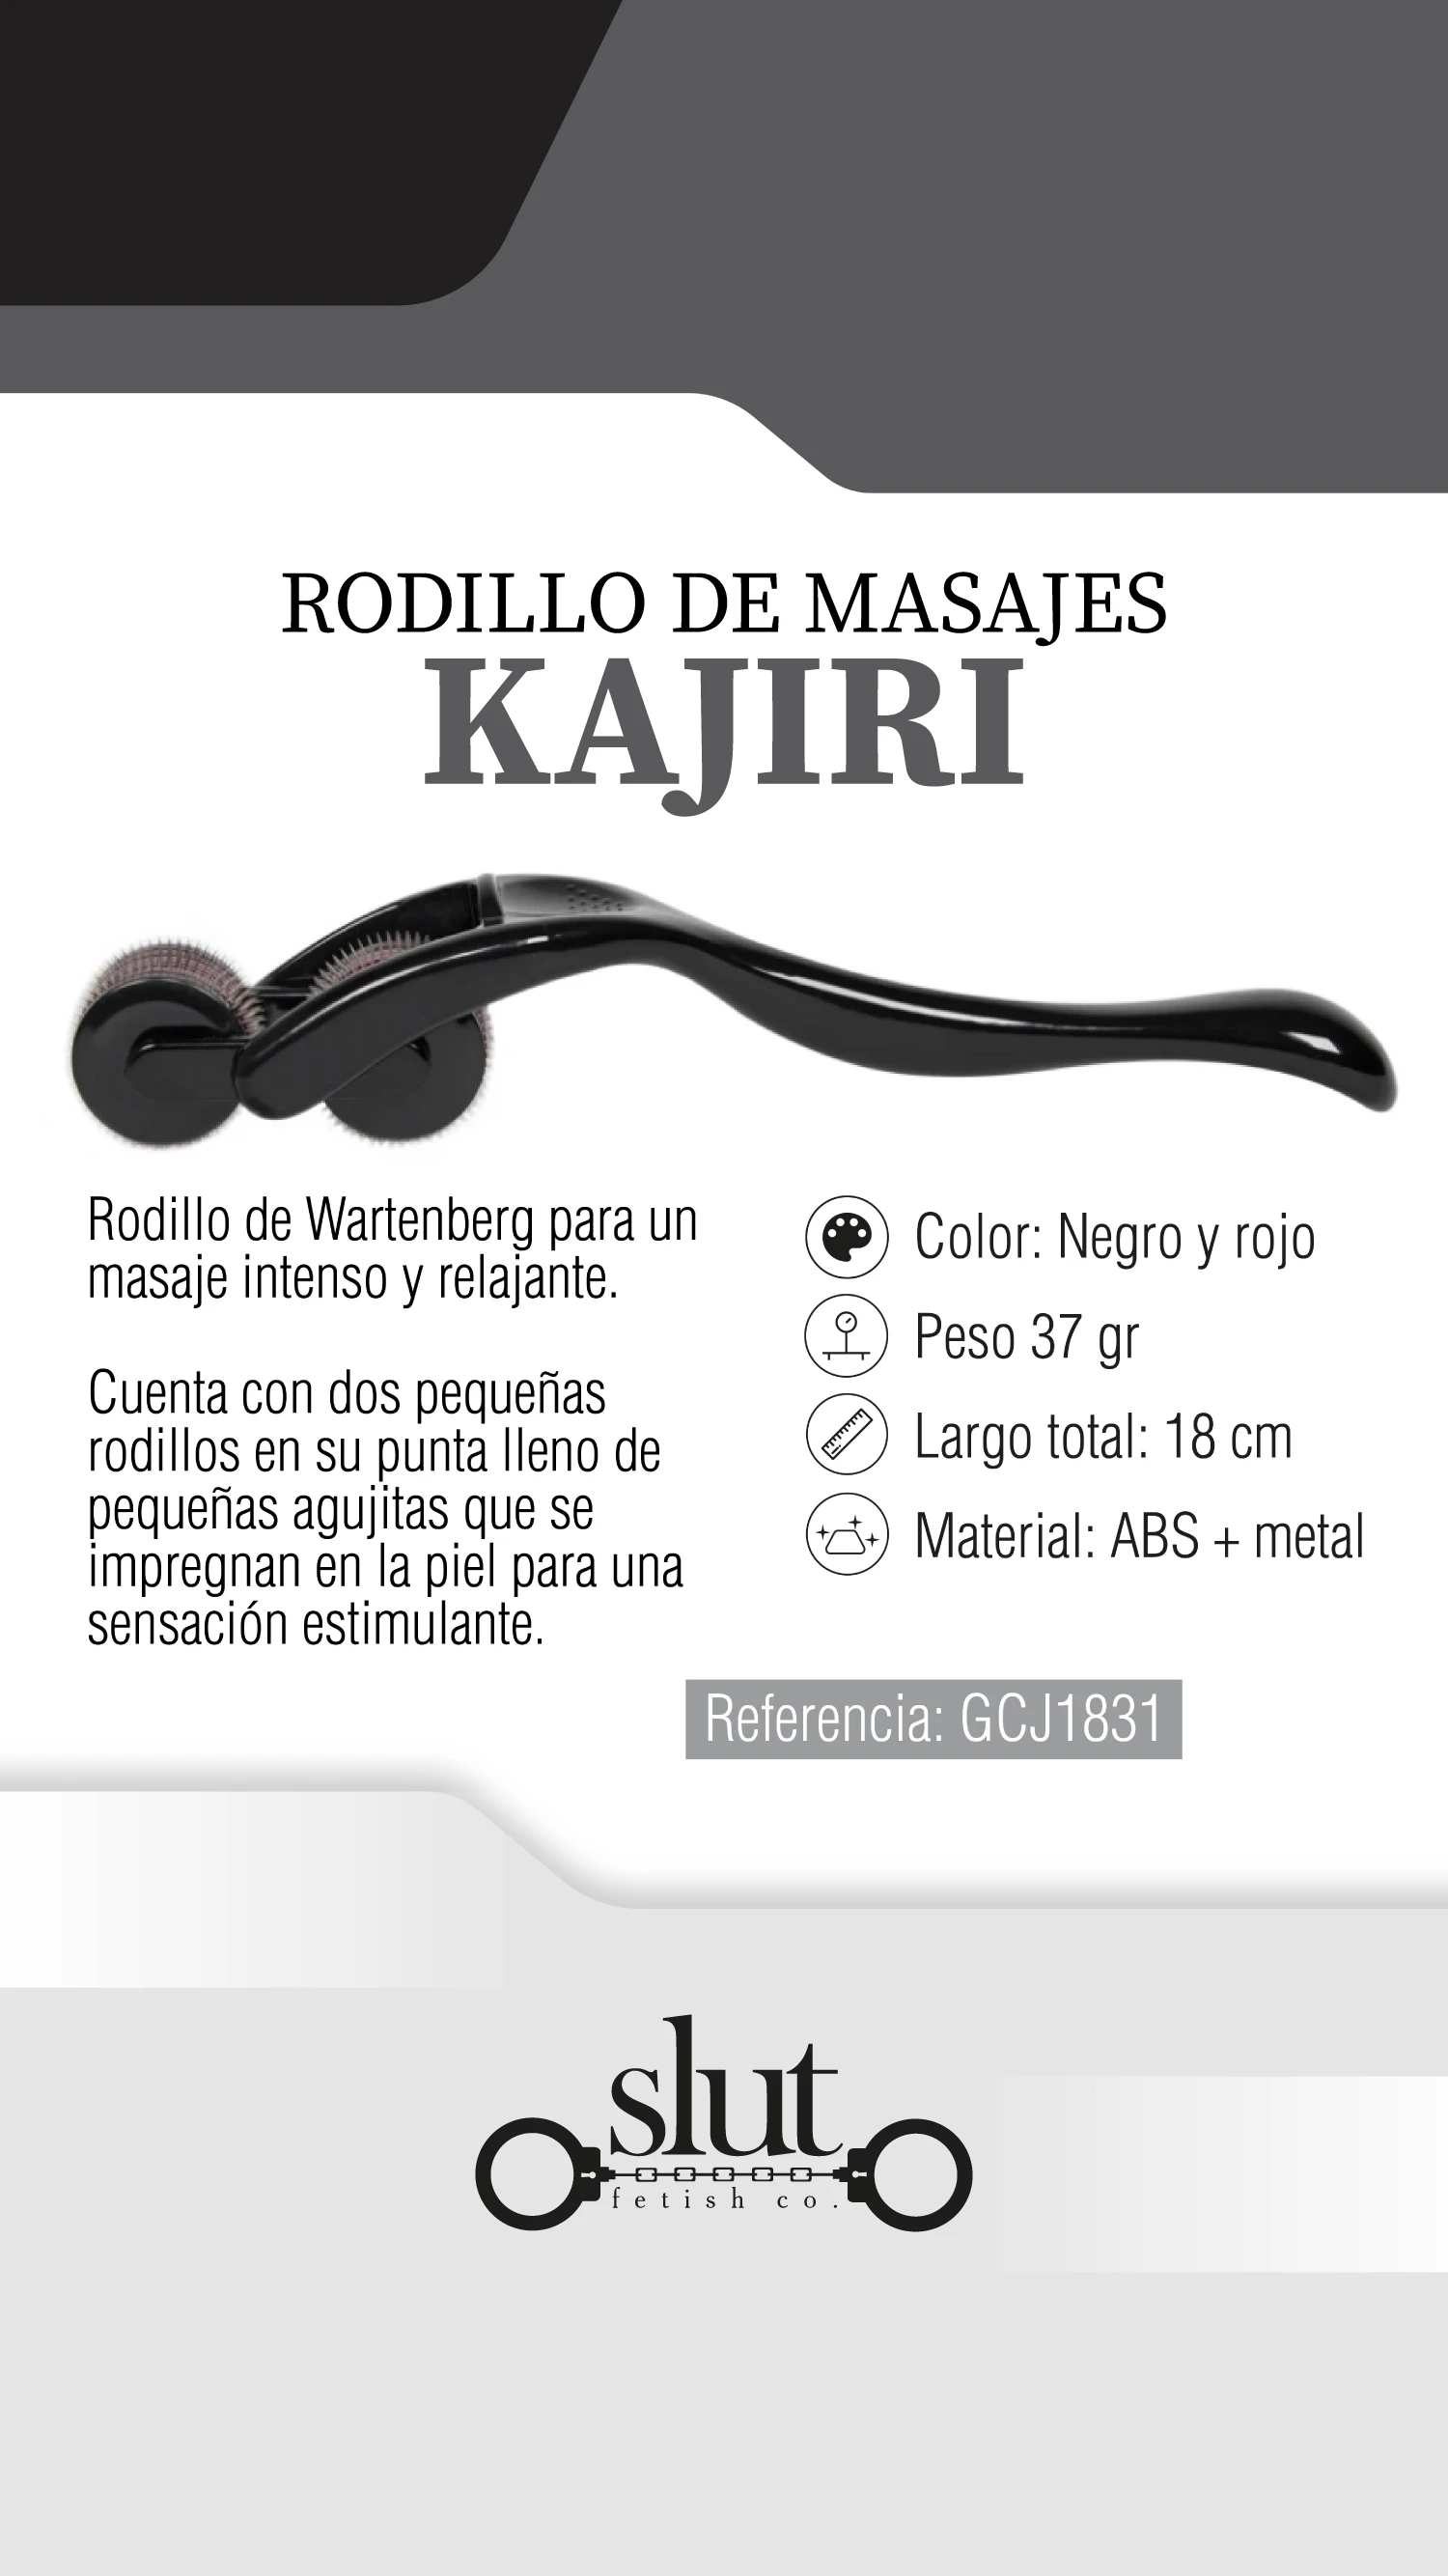 RODILLO DE MASAJES
KAJIRI
Rodillo de Wartenberg para un
masaje intenso y relajante.
Cuenta con dos pequeñas
rodillos en su punta lleno de
pequeñas agujitas que se
impregnan en la piel para una
sensación estimulante.
Color: Negro y rojo
Peso 37 gr
Largo total: 18 cm
Material: ABS + metal
Referencia: GCJ1831
slut
fetish co.